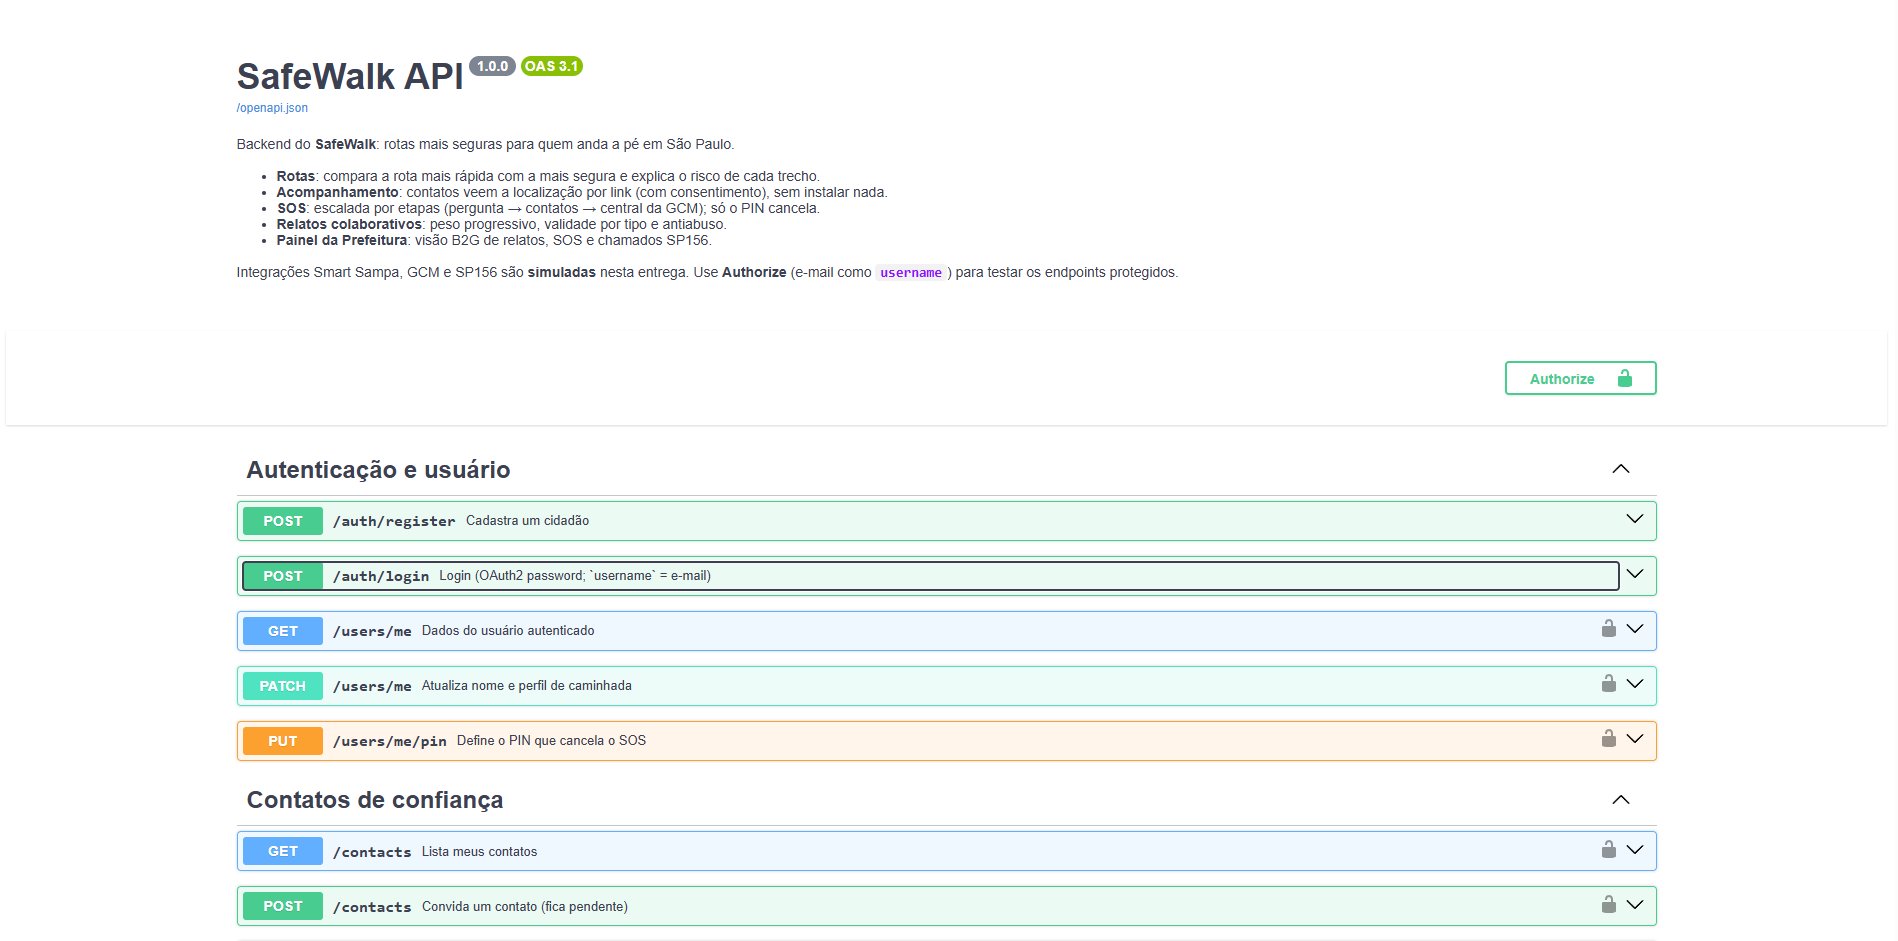 SafeWalk API 1.0.0 OAS 3.1
/openapi.json
Backend do SafeWalk: rotas mais seguras para quem anda a pé em São Paulo.
• Rotas: compara a rota mais rápida com a mais segura e explica o risco de cada trecho.
• Acompanhamento: contatos veem a localização por link (com consentimento), sem instalar nada.
• SOS: escalada por etapas (pergunta → contatos → central da GCM); só o PIN cancela.
• Relatos colaborativos: peso progressivo, validade por tipo e antiabuso.
• Painel da Prefeitura: visão B2G de relatos, SOS e chamados SP156.
Integrações Smart Sampa, GCM e SP156 são simuladas nesta entrega. Use Authorize (e-mail como username) para testar os endpoints protegidos.
Authorize
Autenticação e usuário
POST /auth/register Cadastra um cidadão
POST /auth/login Login (OAuth2 password; `username` = e-mail)
GET /users/me Dados do usuário autenticado
PATCH /users/me Atualiza nome e perfil de caminhada
PUT /users/me/pin Define o PIN que cancela o SOS
Contatos de confiança
GET /contacts Lista meus contatos
POST /contacts Convida um contato (fica pendente)